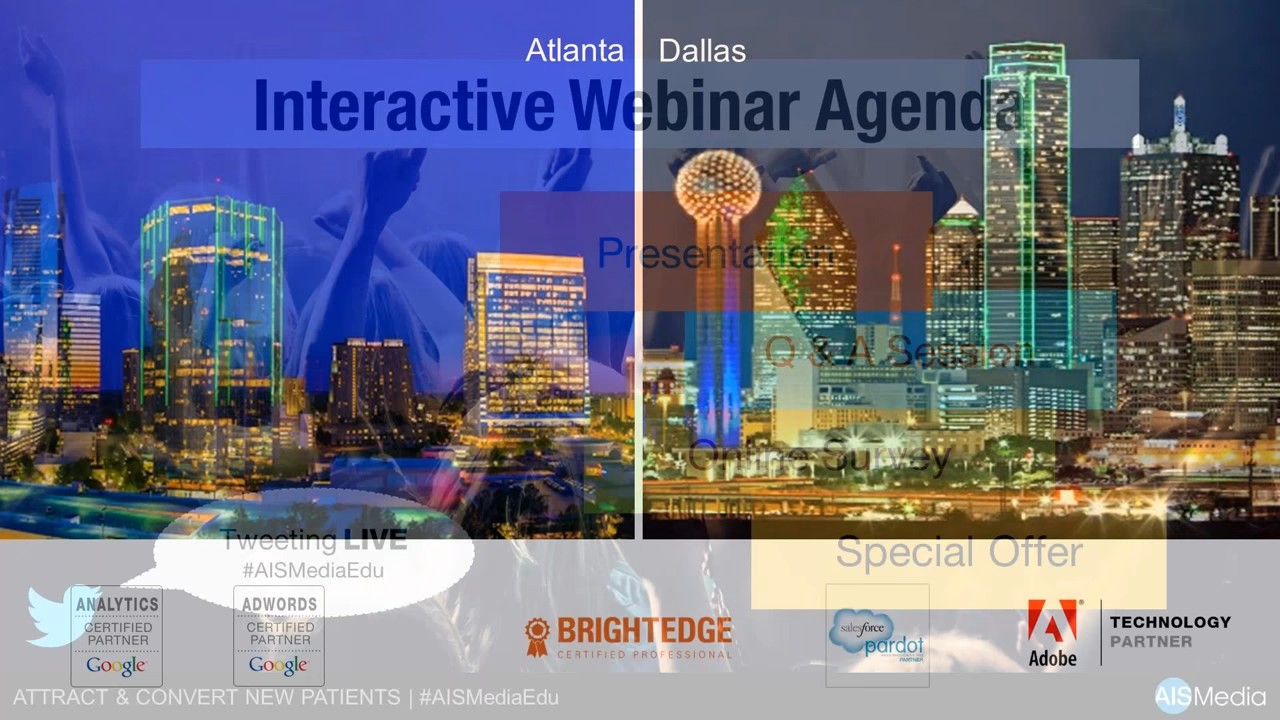 Atlanta
Dallas
Interactive Webinar Agenda
Presentation
Q & A Session
Online Survey
Special Offer
Tweeting LIVE
#AISMediaEdu
ANALYTICS
CERTIFIED
PARTNER
Google
ADWORDS
CERTIFIED
PARTNER
Google
BRIGHTEDGE
CERTIFIED PROFESSIONAL
salesforce
pardot
PARTNER
Adobe
TECHNOLOGY
PARTNER
ATTRACT & CONVERT NEW PATIENTS | #AISMediaEdu
AISMedia